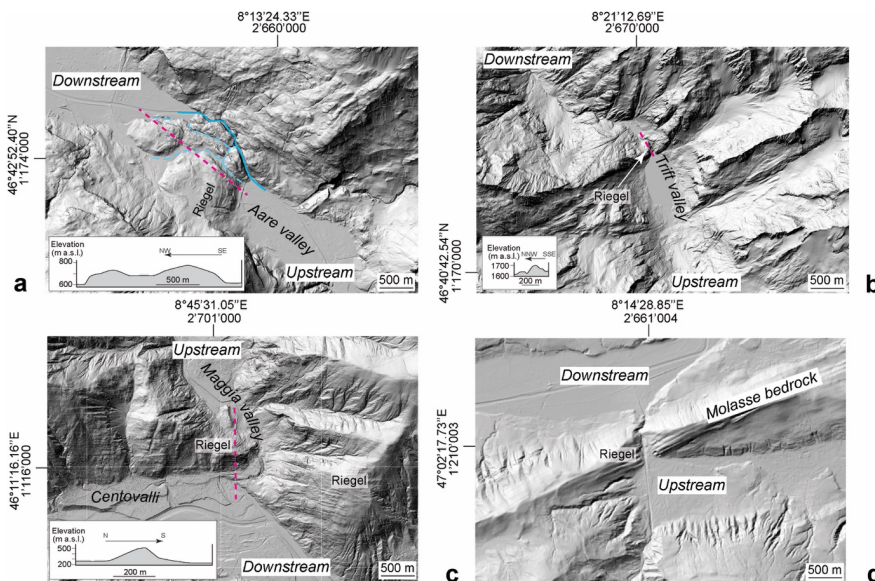 8°13'24.33''E
2'660'000
46°42'52.40''N
1'174'000
Downstream
Riegel
Aare valley
Upstream
Elevation
(m a.s.l.)
NW
SE
800
600
500 m
500 m
a
8°21'12.69''E
2'670'000
46°40'42.54''N
1'170'000
Downstream
Riegel
Trift valley
Upstream
Elevation
(m a.s.l.)
NNW
SSE
1700
1600
200 m
500 m
b
8°45'31.05''E
2'701'000
46°11'16.16''E
1'116'000
Upstream
Maggia valley
Riegel
Riegel
Centovalli
Downstream
Elevation
(m a.s.l.)
N
S
500
200
200 m
500 m
c
8°14'28.85''E
2'661'004
47°02'17.73''E
1'210'003
Downstream
Molasse bedrock
Riegel
Upstream
500 m